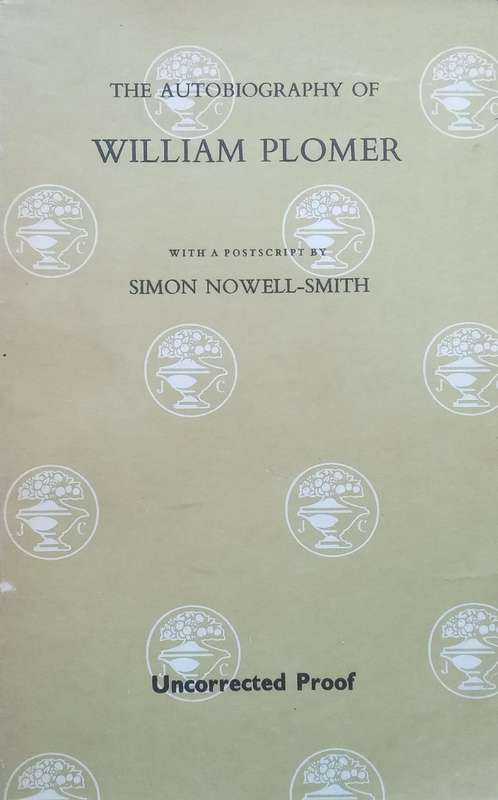 THE AUTOBIOGRAPHY OF
WILLIAM PLOMER
WITH A POSTSCRIPT BY
SIMON NOWELL-SMITH
J C
J C
J C
J
J C
J C
J C
J
Uncorrected Proof